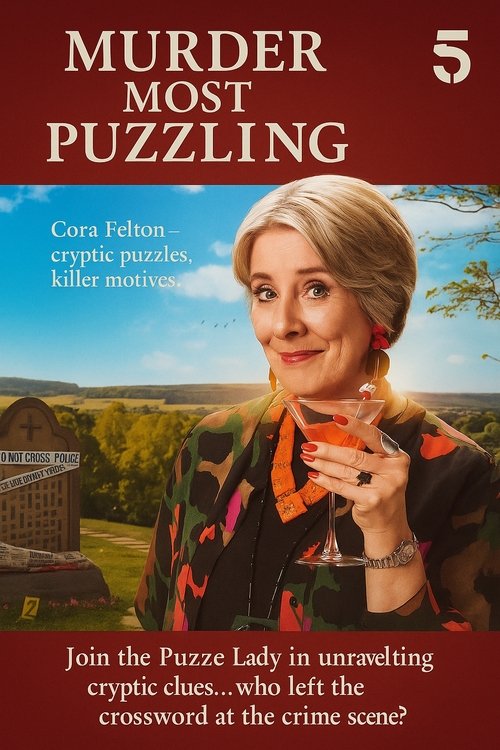 MURDER
MOST
PUZZLING
5
Cora Felton–
cryptic puzzles,
killer motives.
O NOT CROSS POLICE
2
Join the Puzze Lady in unravelting
cryptic clues...who left the
crossword at the crime scene?